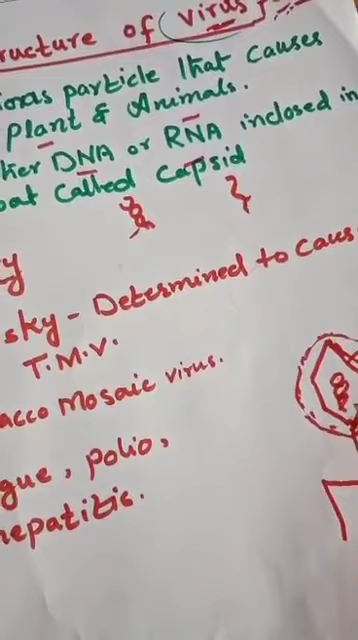 ructure of virus
ious particle that causes
Plant & Animals.
her DNA or RNA inclosed in
oat called Capsid
y
sky - Determined to caus
T.M.V.
acco Mosaic virus.
gue, polio,
hepatitis.